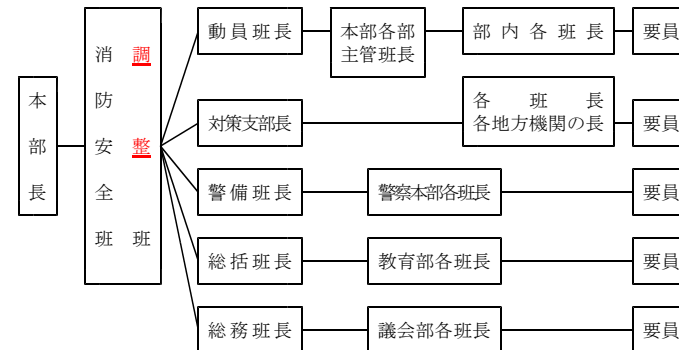 本部長
消防安全班
調整班
動員班長
本部各部
主管班長
部内各班長
要員
対策支部長
各班長
各地方機関の長
要員
警備班長
警察本部各班長
要員
総括班長
教育部各班長
要員
総務班長
議会部各班長
要員